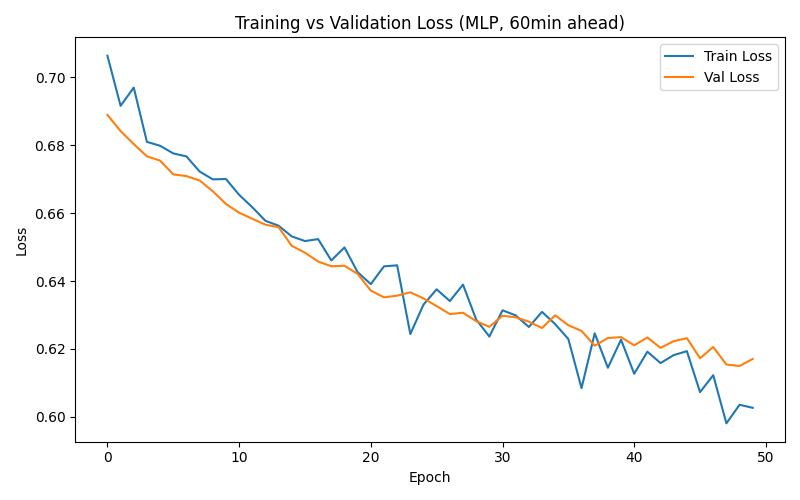 Training vs Validation Loss (MLP, 60min ahead)
Train Loss
Val Loss
Loss
0.70
0.68
0.66
0.64
0.62
0.60
0 10 20 30 40 50
Epoch